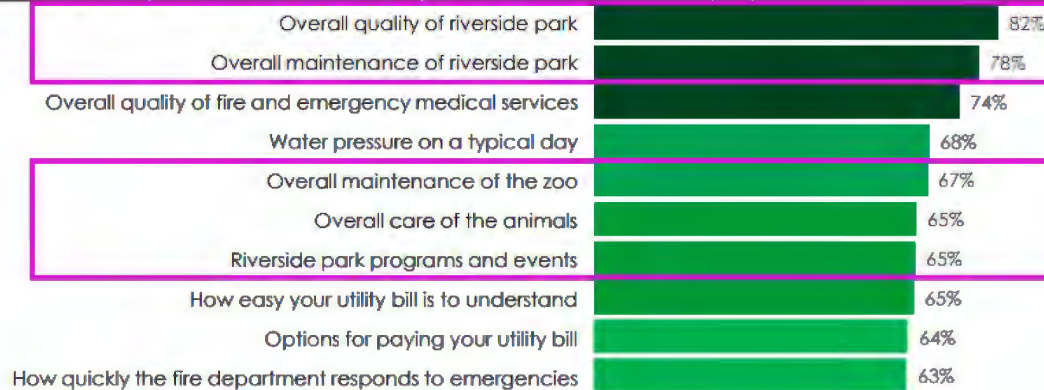 Overall quality of riverside park 82%
Overall maintenance of riverside park 78%
Overall quality of fire and emergency medical services 74%
Water pressure on a typical day 68%
Overall maintenance of the zoo 67%
Overall care of the animals 65%
Riverside park programs and events 65%
How easy your utility bill is to understand 65%
Options for paying your utility bill 64%
How quickly the fire department responds to emergencies 63%